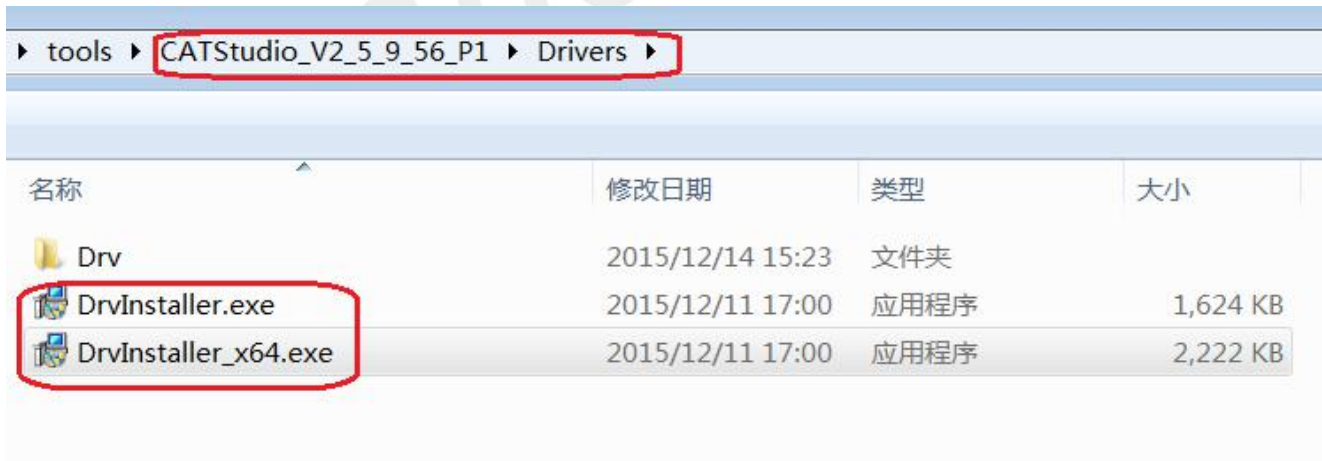 tools CATStudio_V2_5_9_56_P1 Drivers
名称 修改日期 类型 大小
Drv 2015/12/14 15:23 文件夹
DrvInstaller.exe 2015/12/11 17:00 应用程序 1,624 KB
DrvInstaller_x64.exe 2015/12/11 17:00 应用程序 2,222 KB